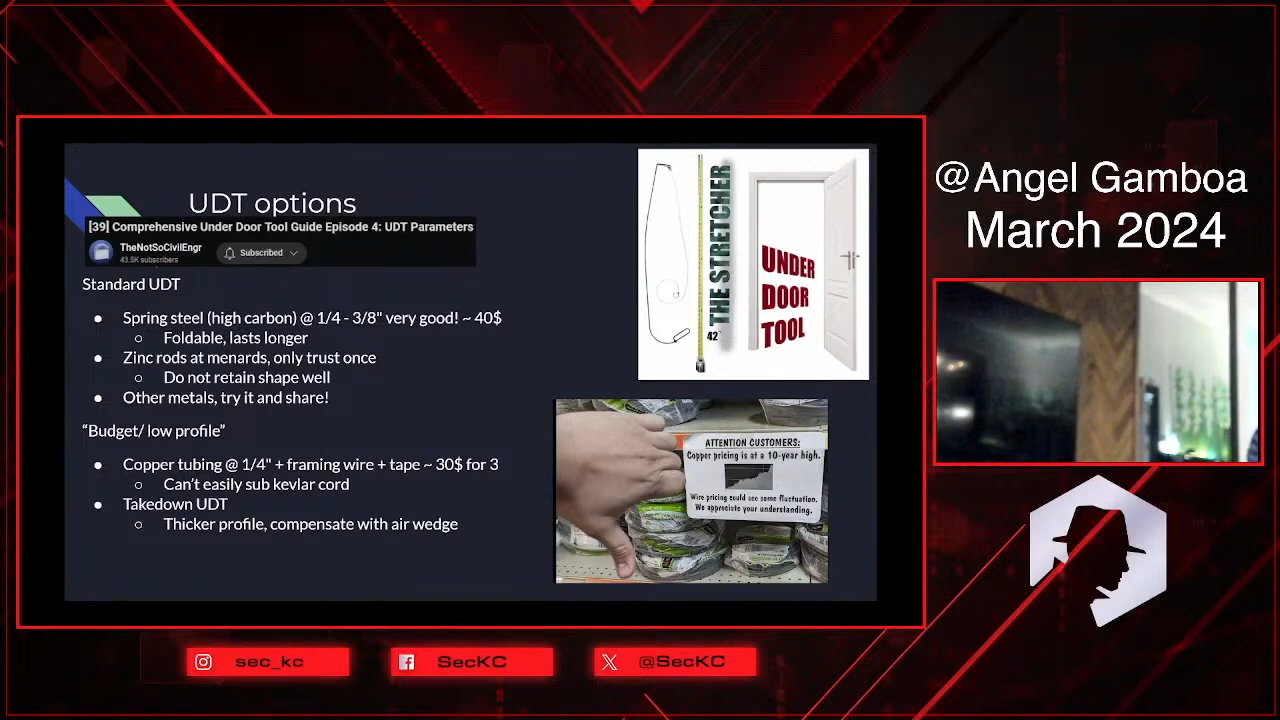 UDT options
[39] Comprehensive Under Door Tool Guide Episode 4: UDT Parameters
TheNotSoCivilEngr
43.5K subscribers
Subscribed
Standard UDT
● Spring steel (high carbon) @ 1/4 - 3/8" very good! ~ 40$
○ Foldable, lasts longer
● Zinc rods at menards, only trust once
○ Do not retain shape well
● Other metals, try it and share!
“Budget/ low profile”
● Copper tubing @ 1/4" + framing wire + tape ~ 30$ for 3
○ Can't easily sub kevlar cord
● Takedown UDT
○ Thicker profile, compensate with air wedge
THE STRETCHER
42"
UNDER
DOOR
TOOL
ATTENTION CUSTOMERS:
Copper pricing is at a 10-year high.
Wire pricing could see some fluctuation.
We appreciate your understanding.
@Angel Gamboa
March 2024
sec_kc
SecKC
@SecKC